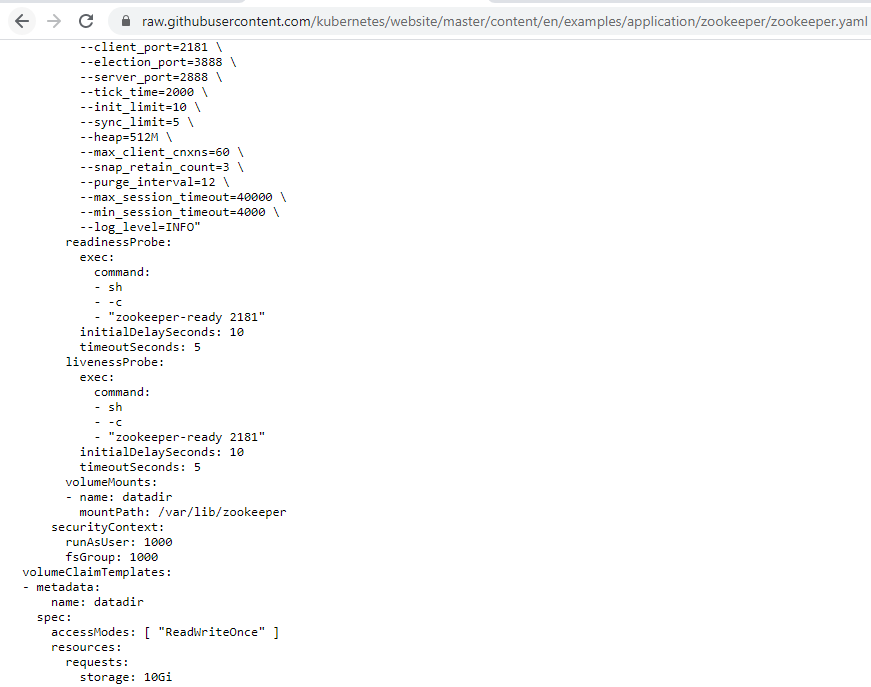 raw.githubusercontent.com/kubernetes/website/master/content/en/examples/application/zookeeper/zookeeper.yaml
--client_port=2181 \
--election_port=3888 \
--server_port=2888 \
--tick_time=2000 \
--init_limit=10 \
--sync_limit=5 \
--heap=512M \
--max_client_cnxns=60 \
--snap_retain_count=3 \
--purge_interval=12 \
--max_session_timeout=40000 \
--min_session_timeout=4000 \
--log_level=INFO"
readinessProbe:
exec:
command:
- sh
- -c
- "zookeeper-ready 2181"
initialDelaySeconds: 10
timeoutSeconds: 5
livenessProbe:
exec:
command:
- sh
- -c
- "zookeeper-ready 2181"
initialDelaySeconds: 10
timeoutSeconds: 5
volumeMounts:
- name: datadir
mountPath: /var/lib/zookeeper
securityContext:
runAsUser: 1000
fsGroup: 1000
volumeClaimTemplates:
- metadata:
name: datadir
spec:
accessModes: [ "ReadWriteOnce" ]
resources:
requests:
storage: 10Gi